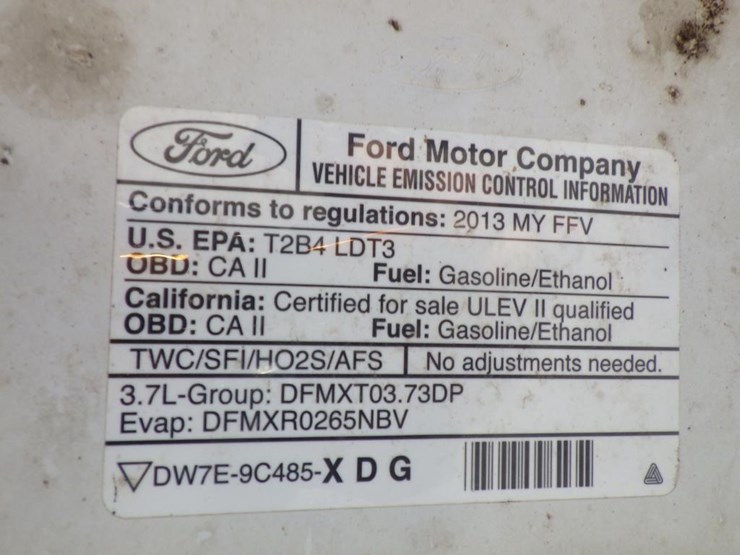 Ford
Ford Motor Company
VEHICLE EMISSION CONTROL INFORMATION
Conforms to regulations: 2013 MY FFV
U.S. EPA: T2B4 LDT3
OBD: CA II Fuel: Gasoline/Ethanol
California: Certified for sale ULEV II qualified
OBD: CA II Fuel: Gasoline/Ethanol
TWC/SFI/HO2S/AFS No adjustments needed.
3.7L-Group: DFMXT03.73DP
Evap: DFMXR0265NBV
DW7E-9C485-X D G